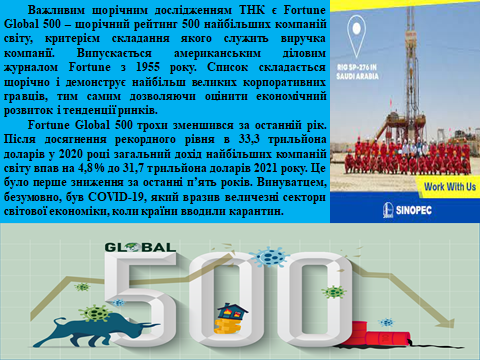 Важливим щорічним дослідженням ТНК є Fortune
Global 500 – щорічний рейтинг 500 найбільших компаній
світу, критерієм складання якого служить виручка
компанії. Випускається американським діловим
журналом Fortune з 1955 року. Список складається
щорічно і демонструє найбільш великих корпоративних
гравців, тим самим дозволяючи оцінити економічний
розвиток і тенденції ринків.
Fortune Global 500 трохи зменшився за останній рік.
Після досягнення рекордного рівня в 33,3 трильйона
доларів у 2020 році загальний дохід найбільших компаній
світу впав на 4,8% до 31,7 трильйона доларів 2021 року. Це
було перше зниження за останні п’ять років. Винуватцем,
безумовно, був COVID-19, який вразив величезні сектори
світової економіки, коли країни вводили карантин.
RIG SP-276 IN
SAUDI ARABIA
Work With Us
SINOPEC
GLOBAL
500